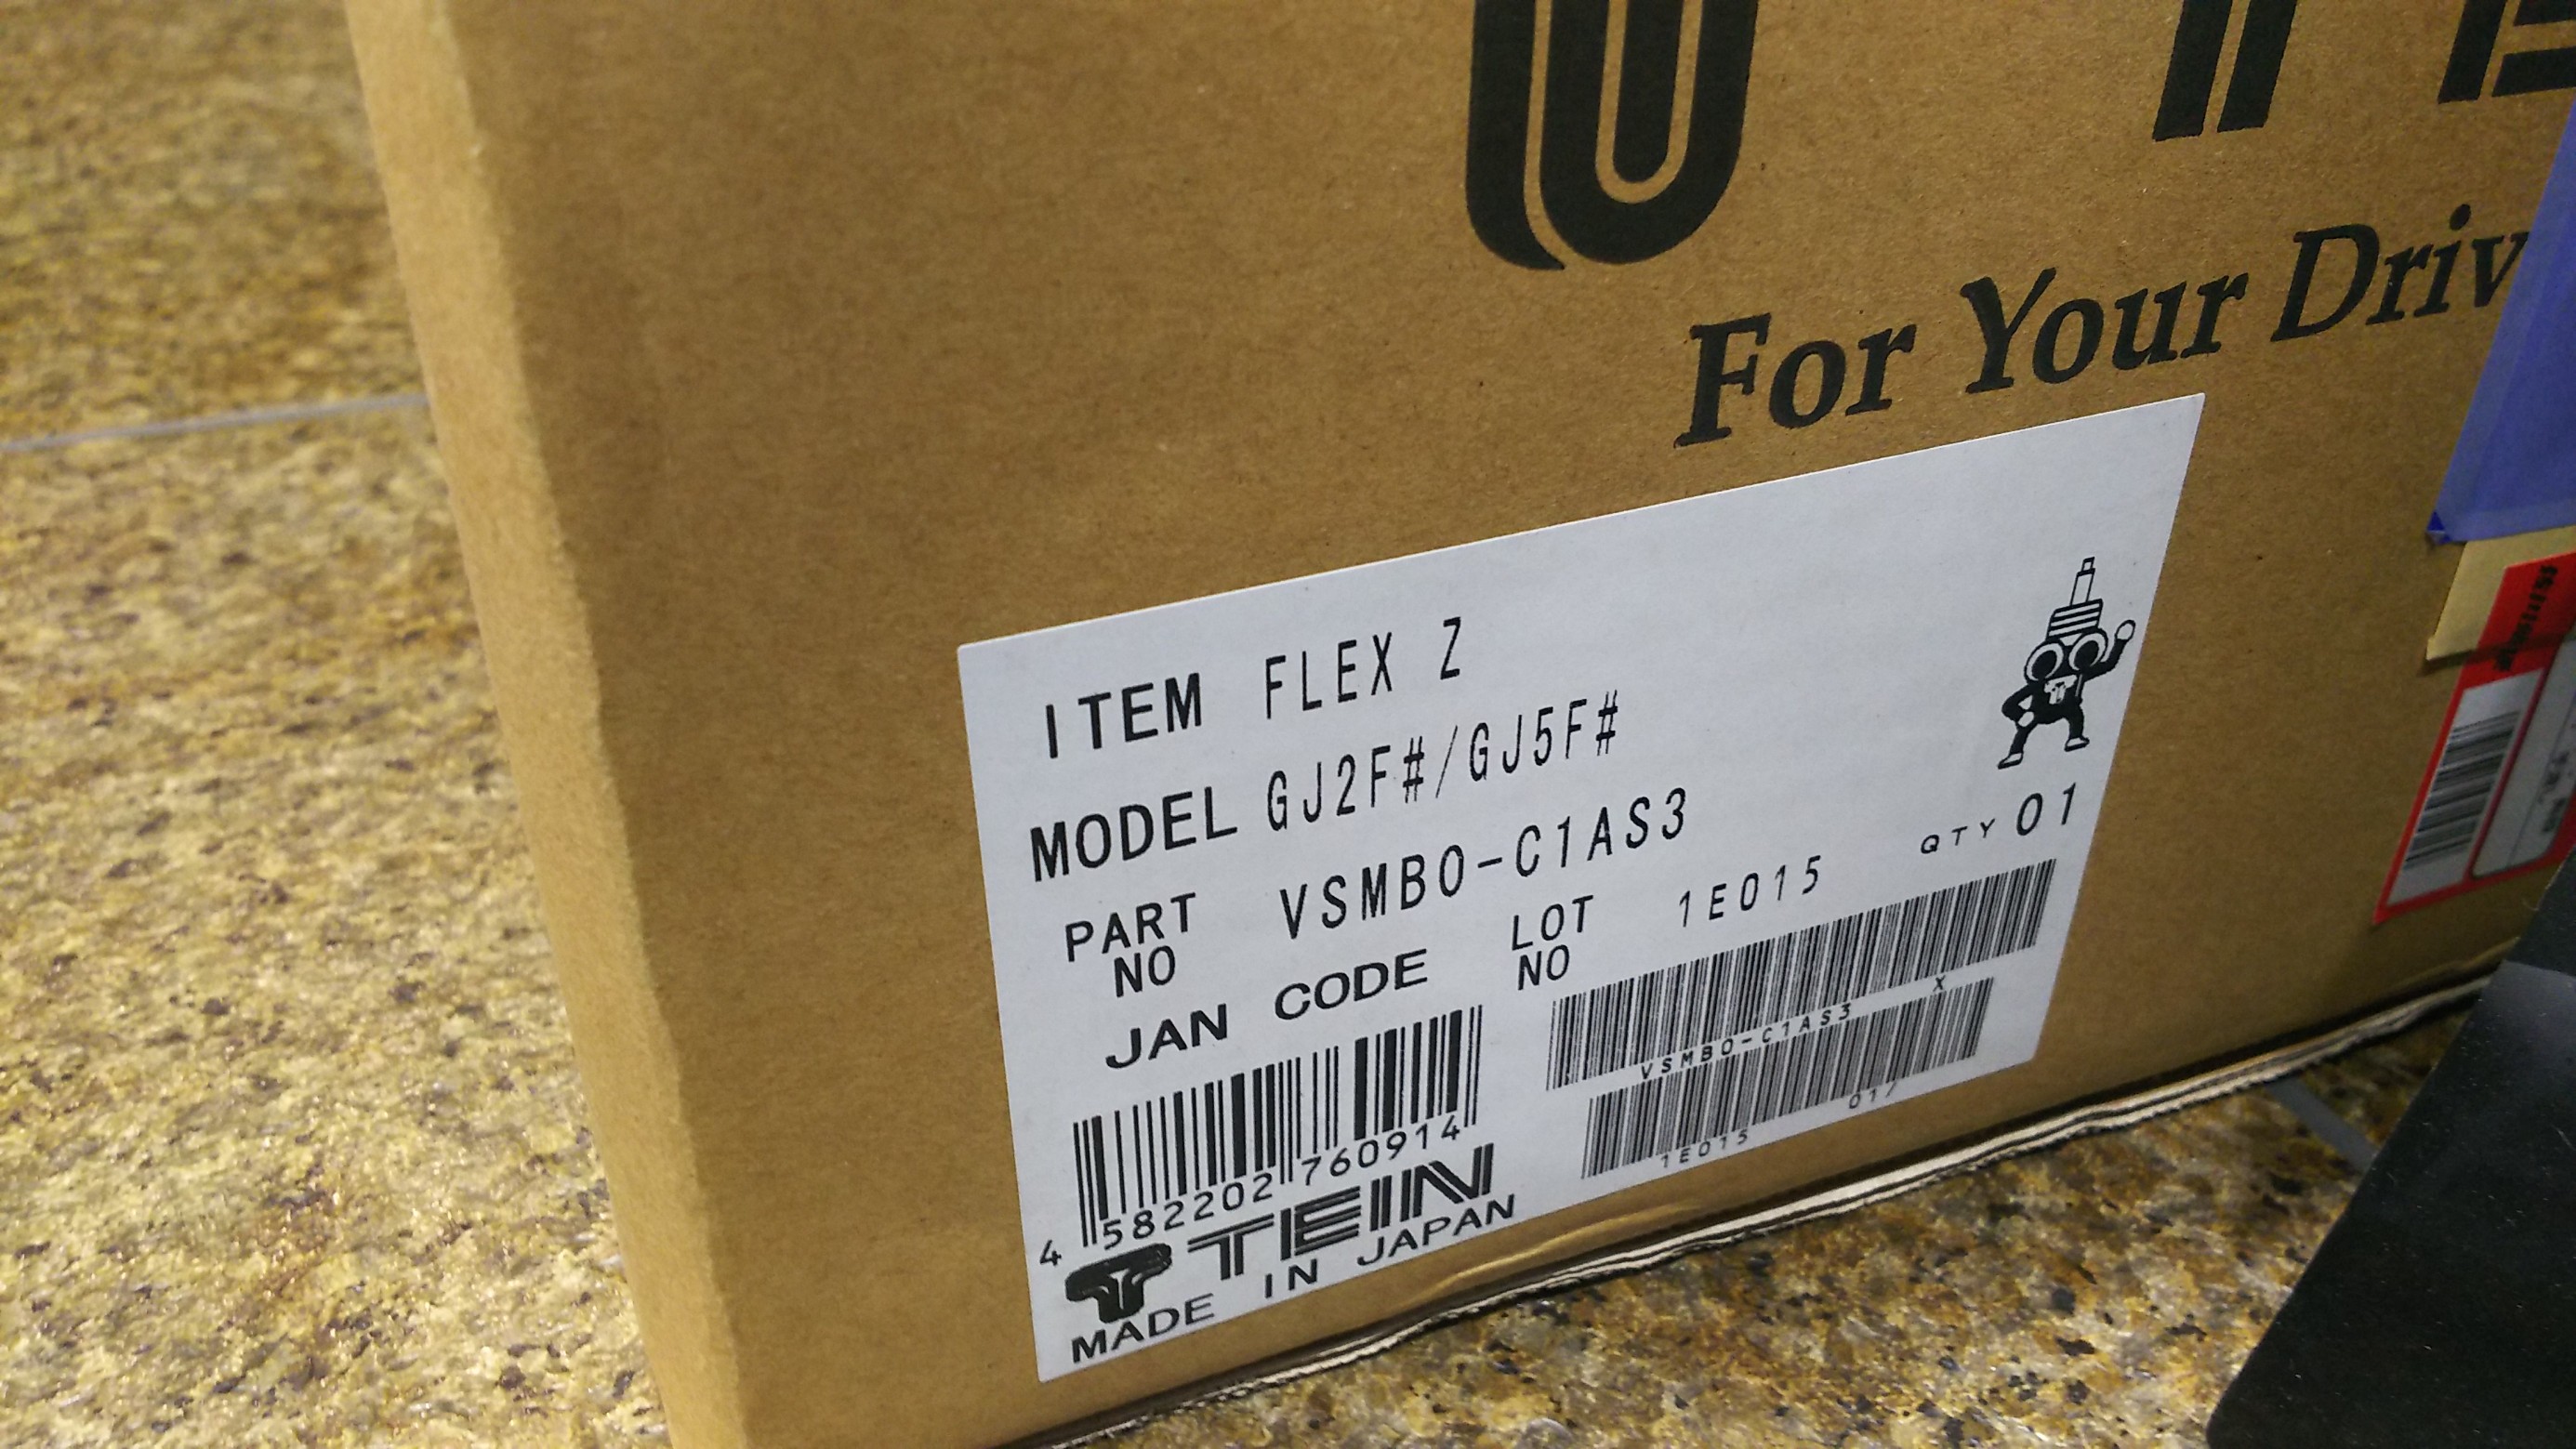 For Your Driv
ITEM FLEX Z
MODEL GJ2F#/GJ5F#
PART NO VSMBO-C1AS3
QTY 01
JAN CODE
LOT NO 1E015
VSMBO-C1AS3 X
1E015 017
4 582202 760914
TEIN
MADE IN JAPAN